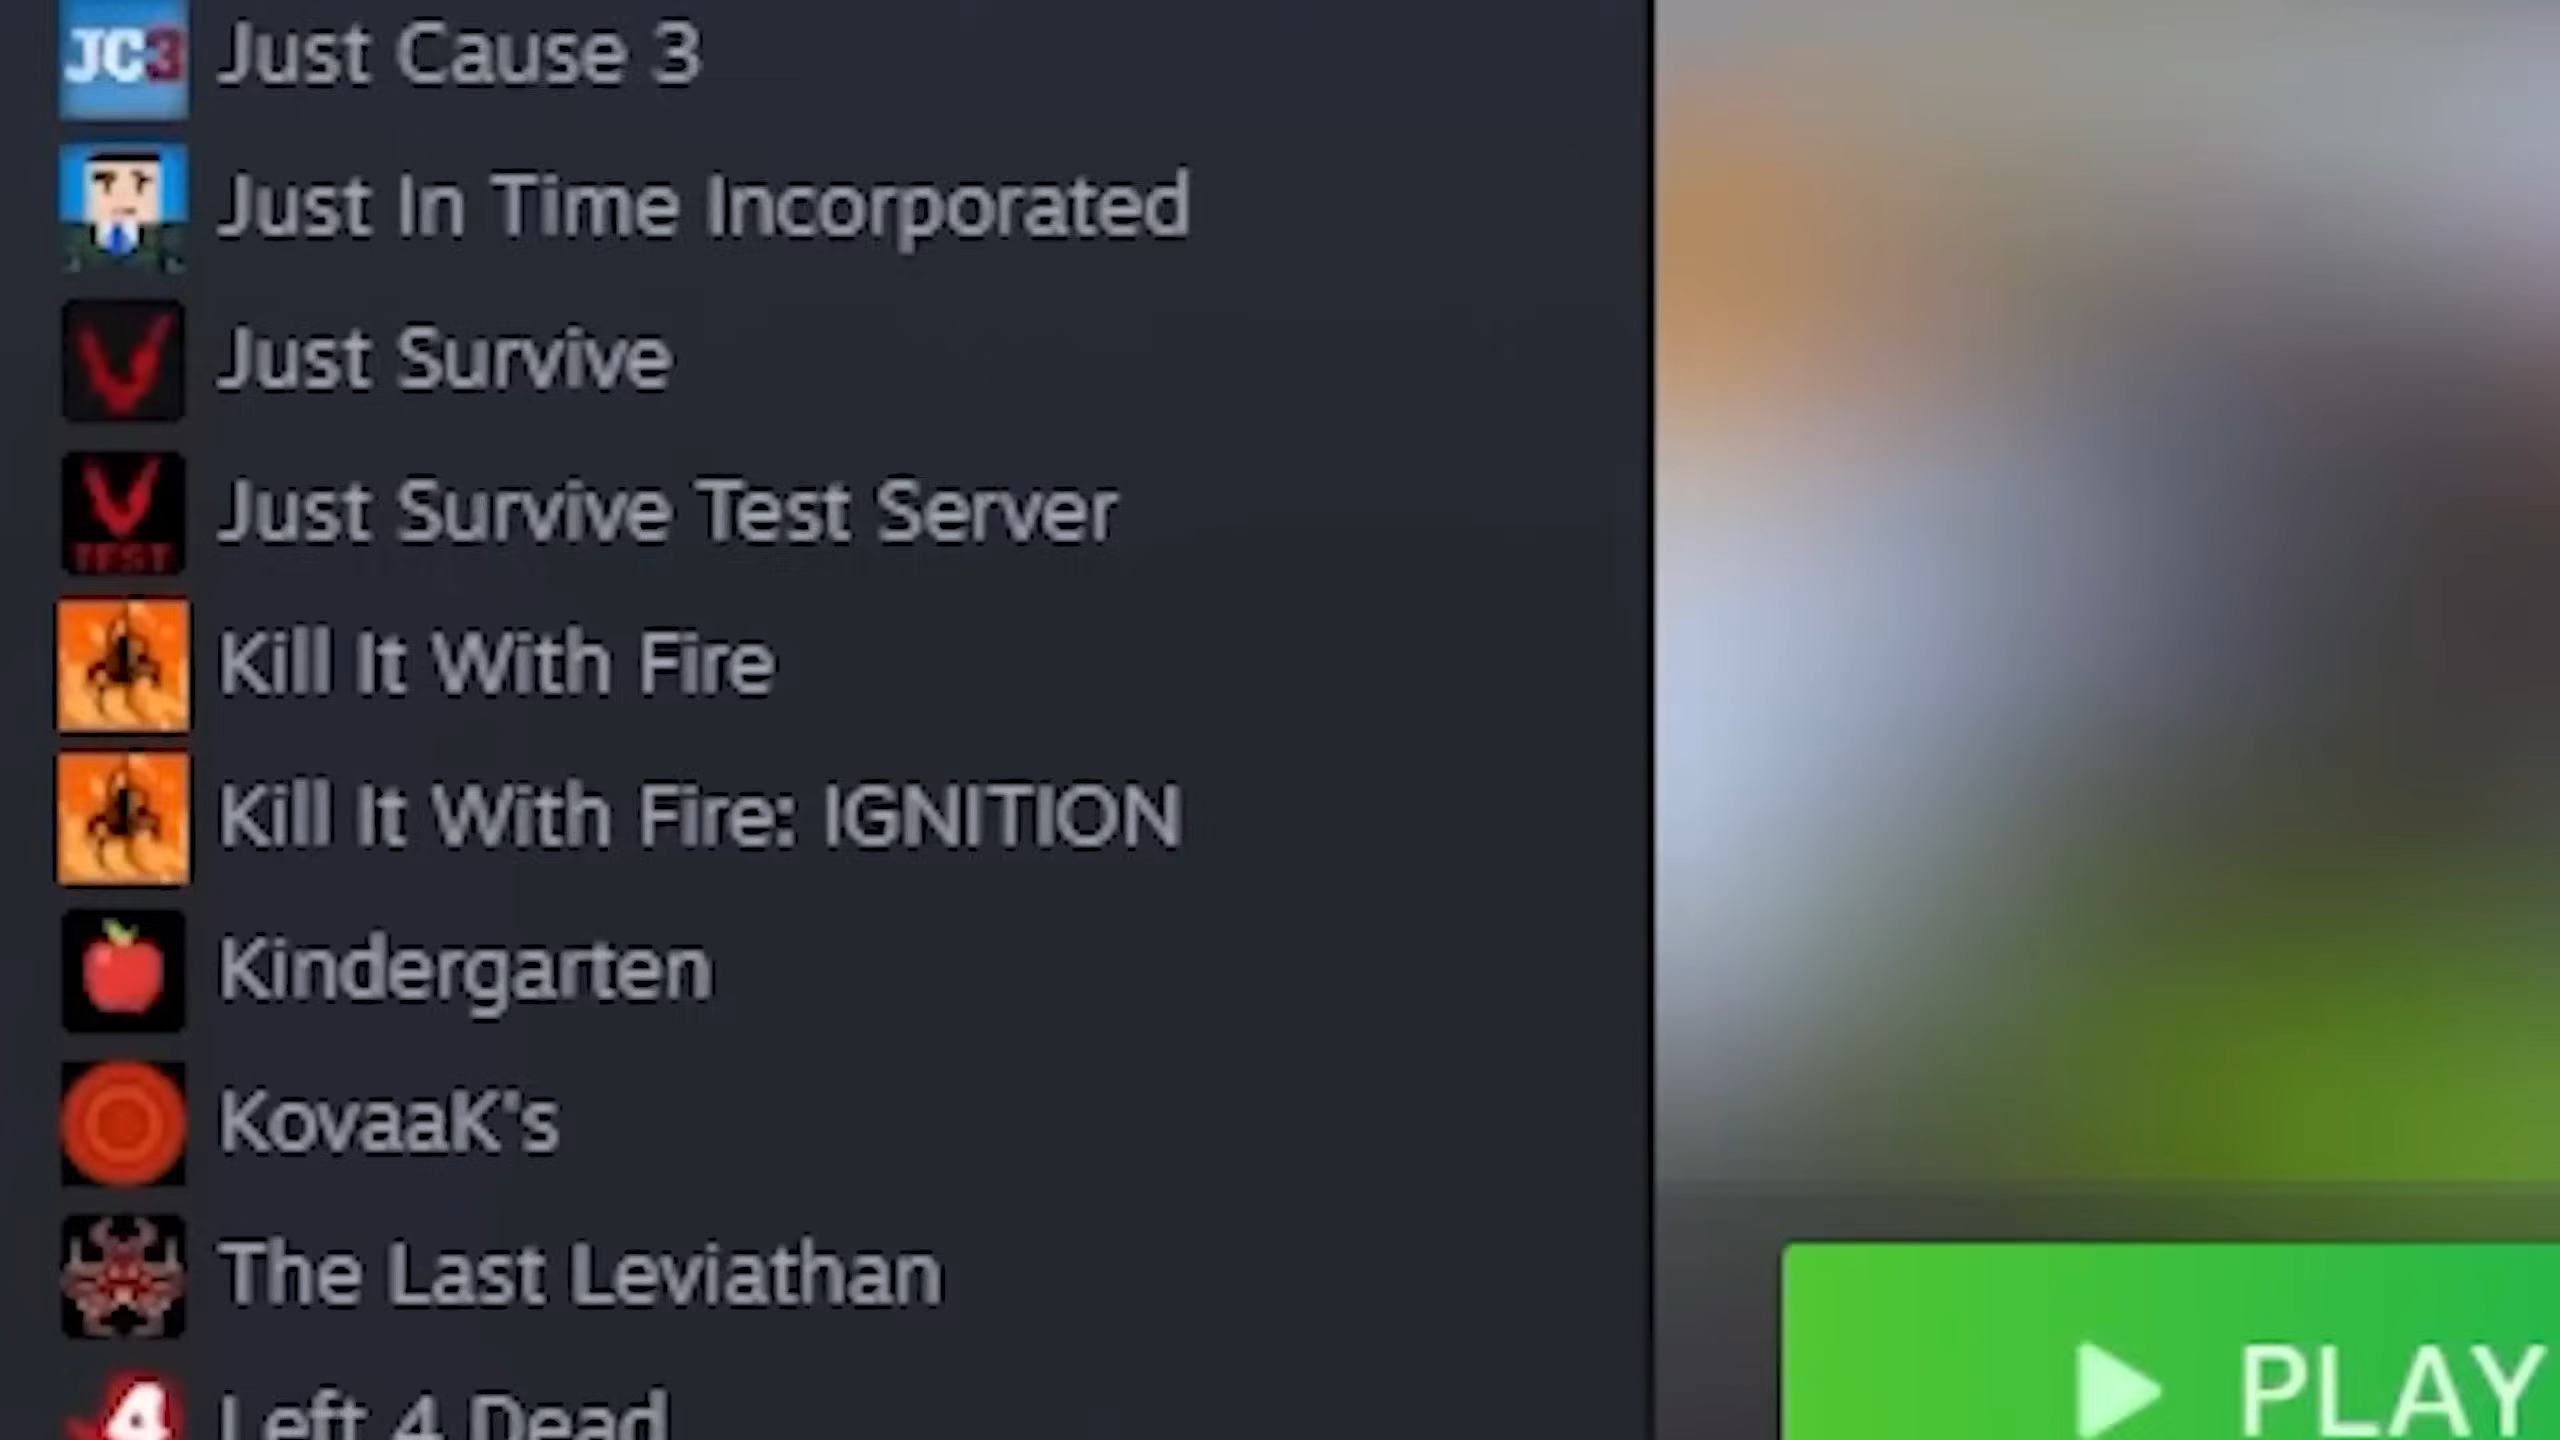 JC3 Just Cause 3
Just In Time Incorporated
Just Survive
TEST Just Survive Test Server
Kill It With Fire
Kill It With Fire: IGNITION
Kindergarten
KovaaK's
The Last Leviathan
4 Left 4 Dead
PLAY